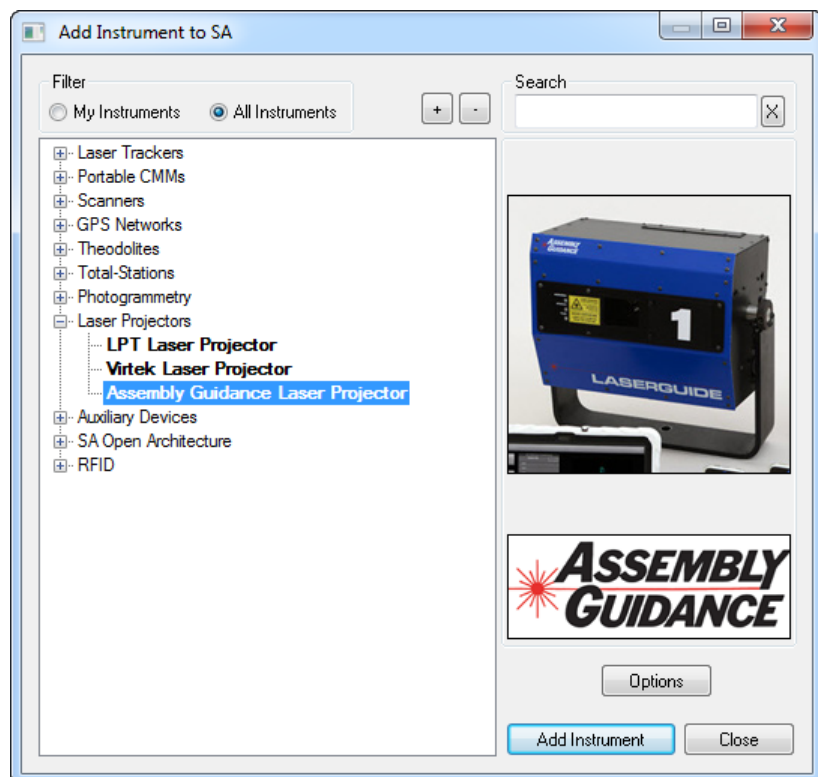 Add Instrument to SA
Filter
My Instruments
All Instruments
+
-
Search
X
Laser Trackers
Portable CMMs
Scanners
GPS Networks
Theodolites
Total-Stations
Photogrammetry
Laser Projectors
LPT Laser Projector
Virtek Laser Projector
Assembly Guidance Laser Projector
Auxiliary Devices
SA Open Architecture
RFID
ASSEMBLY
GUIDANCE
1
LASERGUIDE
ASSEMBLY
GUIDANCE
Options
Add Instrument
Close